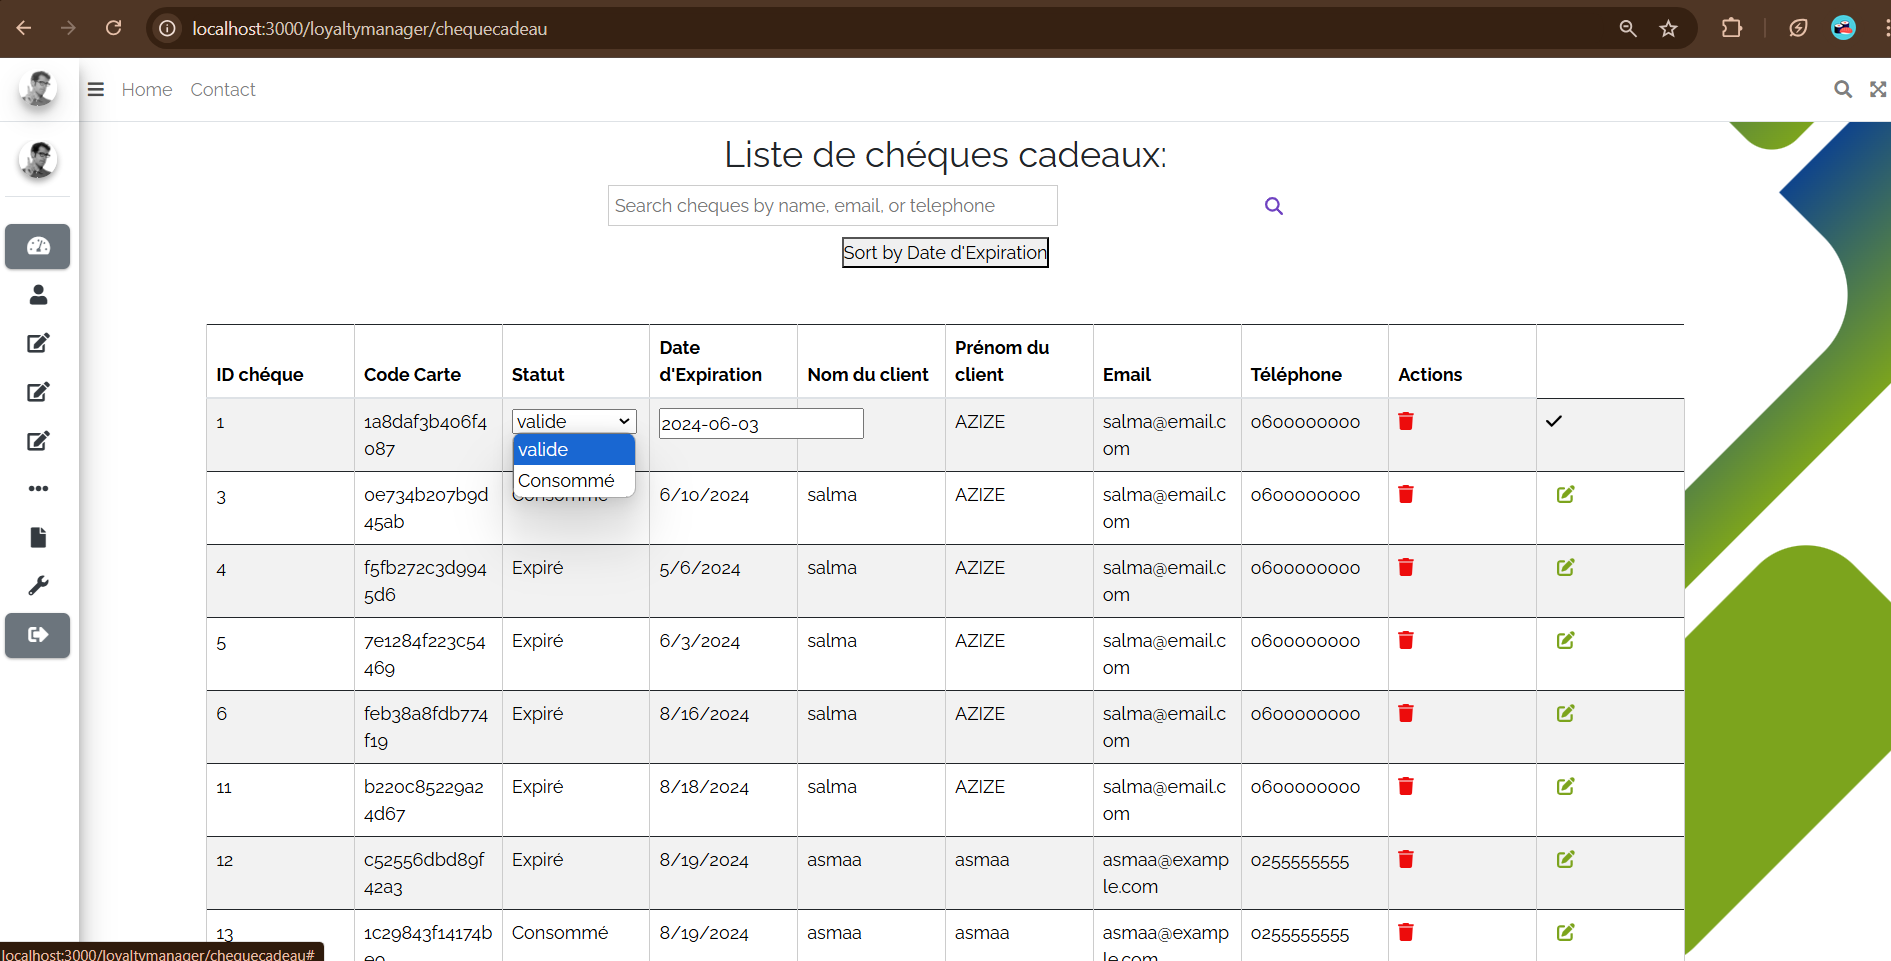 localhost:3000/loyaltymanager/chequecadeau
Home Contact
Liste de chéques cadeaux:
Search cheques by name, email, or telephone
Sort by Date d'Expiration
ID chéque Code Carte Statut Date d'Expiration Nom du client Prénom du client Email Téléphone Actions
1 1a8daf3b406f4087 valide 2024-06-03 AZIZE salma@email.com 0600000000
valide
Consommé
3 0e734b207b9d45ab Consommé 6/10/2024 salma AZIZE salma@email.com 0600000000
4 f5fb272c3d9945d6 Expiré 5/6/2024 salma AZIZE salma@email.com 0600000000
5 7e1284f223c54469 Expiré 6/3/2024 salma AZIZE salma@email.com 0600000000
6 feb38a8fdb774f19 Expiré 8/16/2024 salma AZIZE salma@email.com 0600000000
11 b220c85229a24d67 Expiré 8/18/2024 salma AZIZE salma@email.com 0600000000
12 c52556dbd89f42a3 Expiré 8/19/2024 asmaa asmaa asmaa@example.com 0255555555
13 1c29843f14174be0 Consommé 8/19/2024 asmaa asmaa asmaa@example.com 0255555555
localhost:3000/loyaltymanager/chequecadeau#